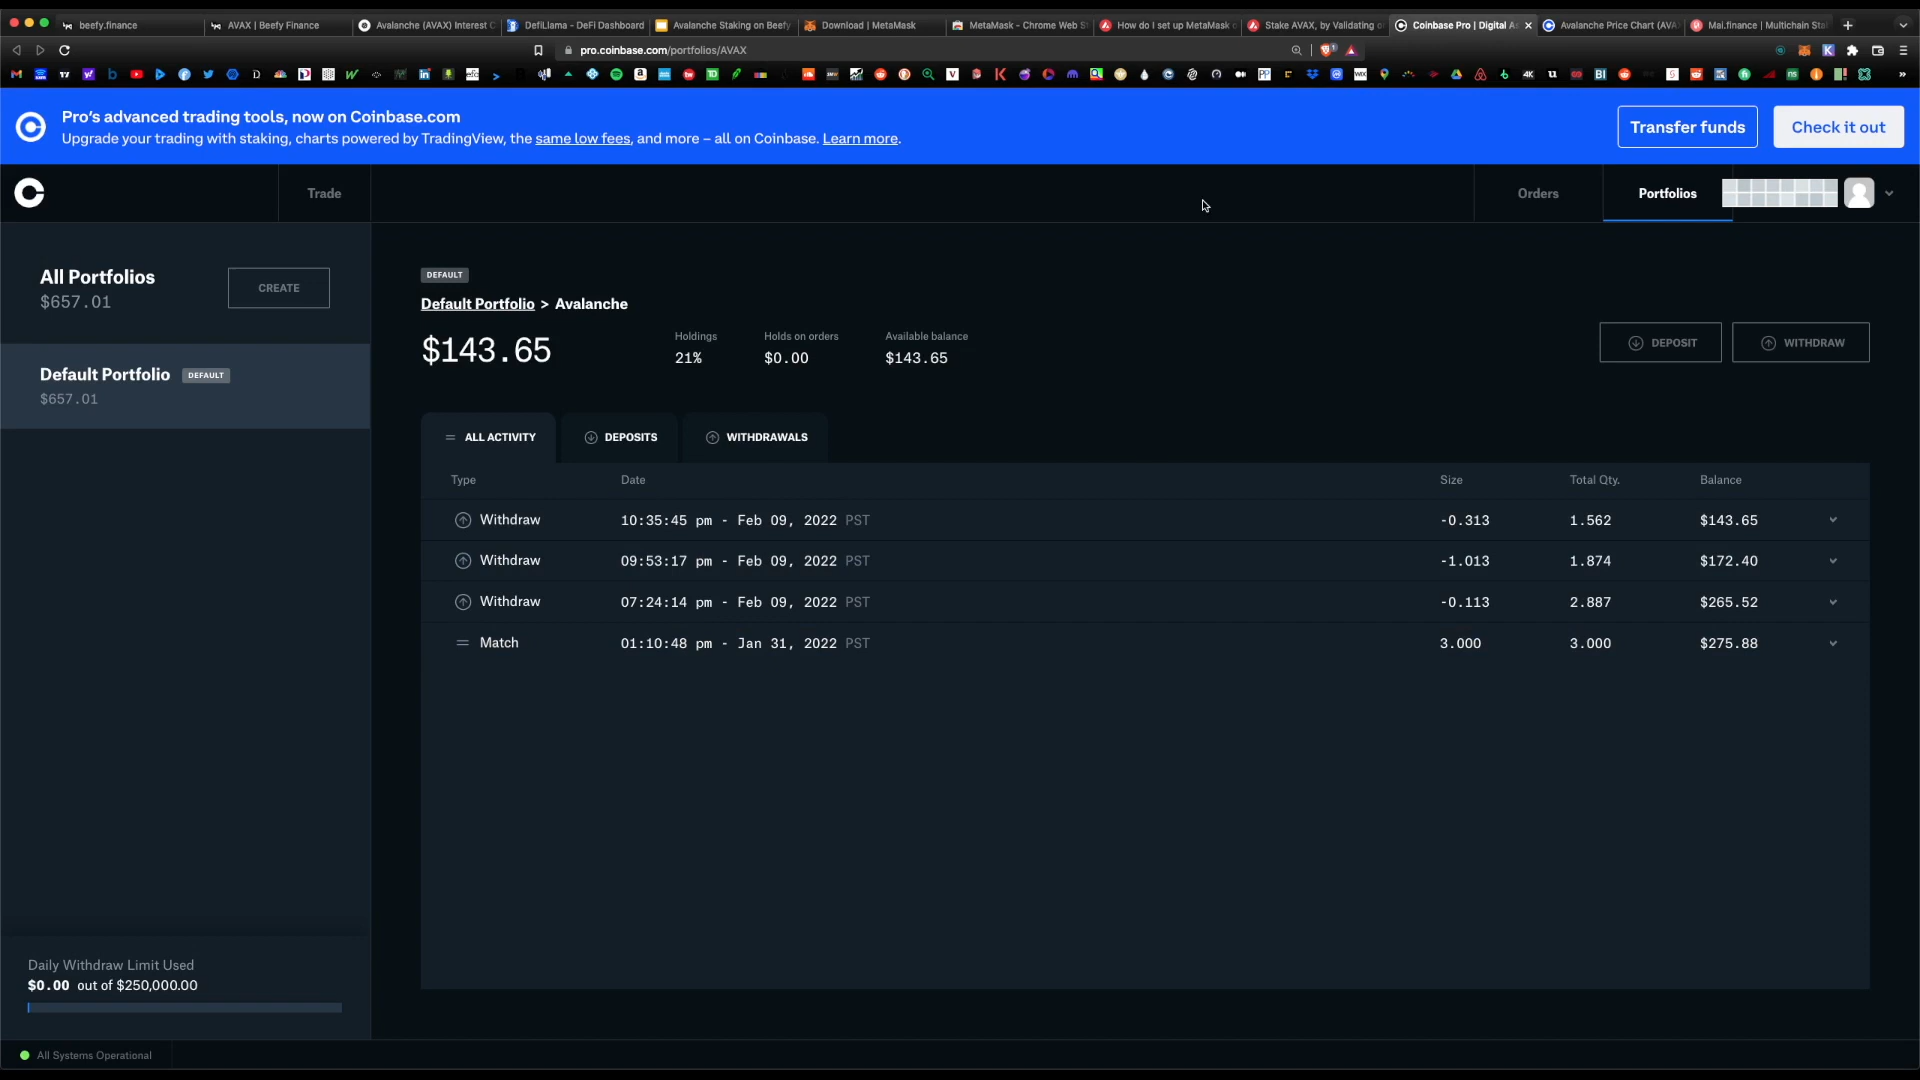 beefy.finance
AVAX | Beefy Finance
Avalanche (AVAX) Interest C
DefiLlama - DeFi Dashboard
Avalanche Staking on Beefy
Download | MetaMask
MetaMask - Chrome Web S
How do I set up MetaMask o
Stake AVAX, by Validating o
Coinbase Pro | Digital A
Avalanche Price Chart (AVA
Mai.finance | Multichain Sta
pro.coinbase.com/portfolios/AVAX
Pro's advanced trading tools, now on Coinbase.com
Upgrade your trading with staking, charts powered by TradingView, the same low fees, and more – all on Coinbase. Learn more.
Transfer funds
Check it out
Trade
Orders
Portfolios
All Portfolios
$657.01
CREATE
Default Portfolio DEFAULT
$657.01
DEFAULT
Default Portfolio > Avalanche
$143.65
Holdings
21%
Holds on orders
$0.00
Available balance
$143.65
DEPOSIT
WITHDRAW
ALL ACTIVITY
DEPOSITS
WITHDRAWALS
Type Date Size Total Qty. Balance
Withdraw 10:35:45 pm - Feb 09, 2022 PST -0.313 1.562 $143.65
Withdraw 09:53:17 pm - Feb 09, 2022 PST -1.013 1.874 $172.40
Withdraw 07:24:14 pm - Feb 09, 2022 PST -0.113 2.887 $265.52
Match 01:10:48 pm - Jan 31, 2022 PST 3.000 3.000 $275.88
Daily Withdraw Limit Used
$0.00 out of $250,000.00
All Systems Operational